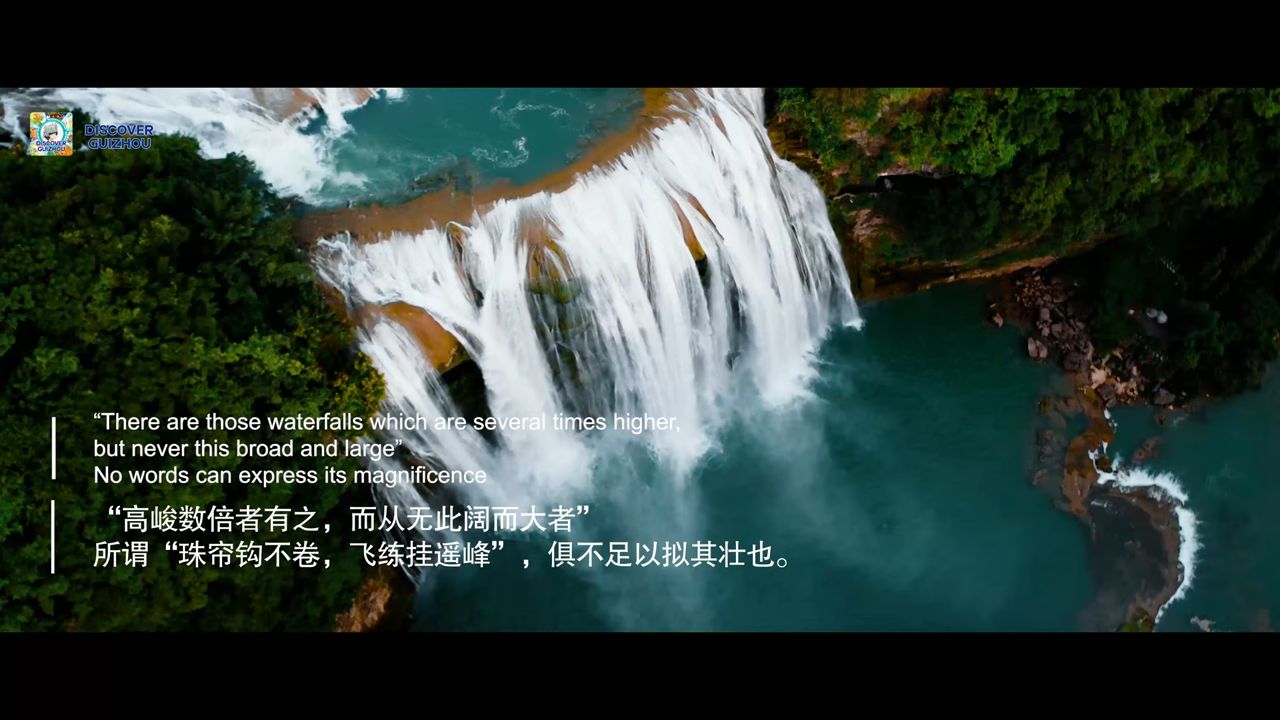 DISCOVER
GUIZHOU
DISCOVER
GUIZHOU
“There are those waterfalls which are several times higher,
but never this broad and large”
No words can express its magnificence
“高峻数倍者有之，而从无此阔而大者”
所谓“珠帘钩不卷，飞练挂遥峰”，俱不足以拟其壮也。